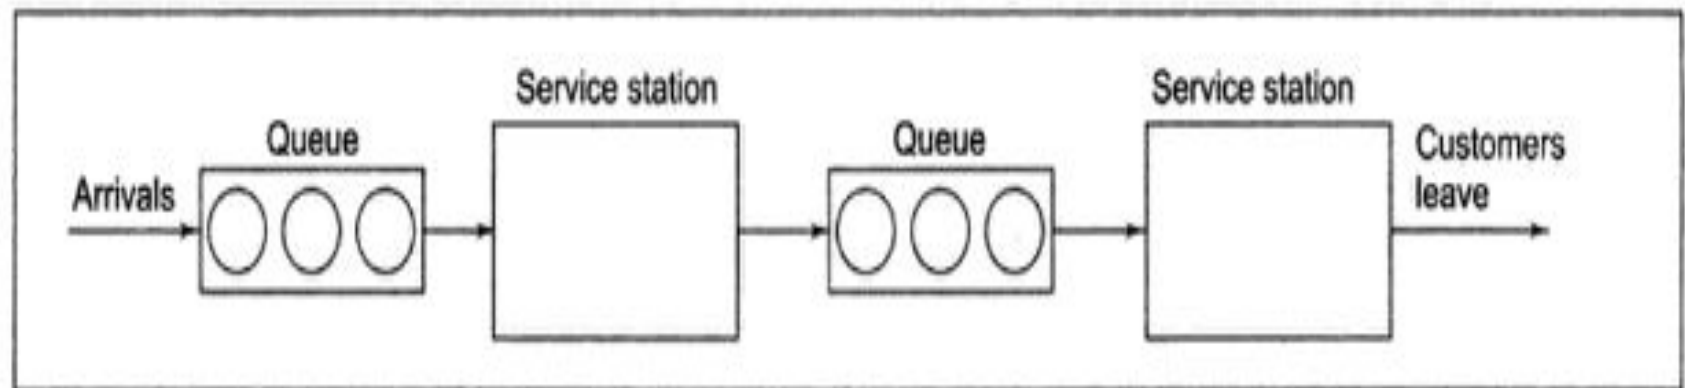 Service station
Service station
Queue
Queue
Customers
leave
Arrivals